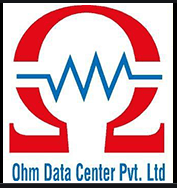 Ohm Data Center Pvt. Ltd